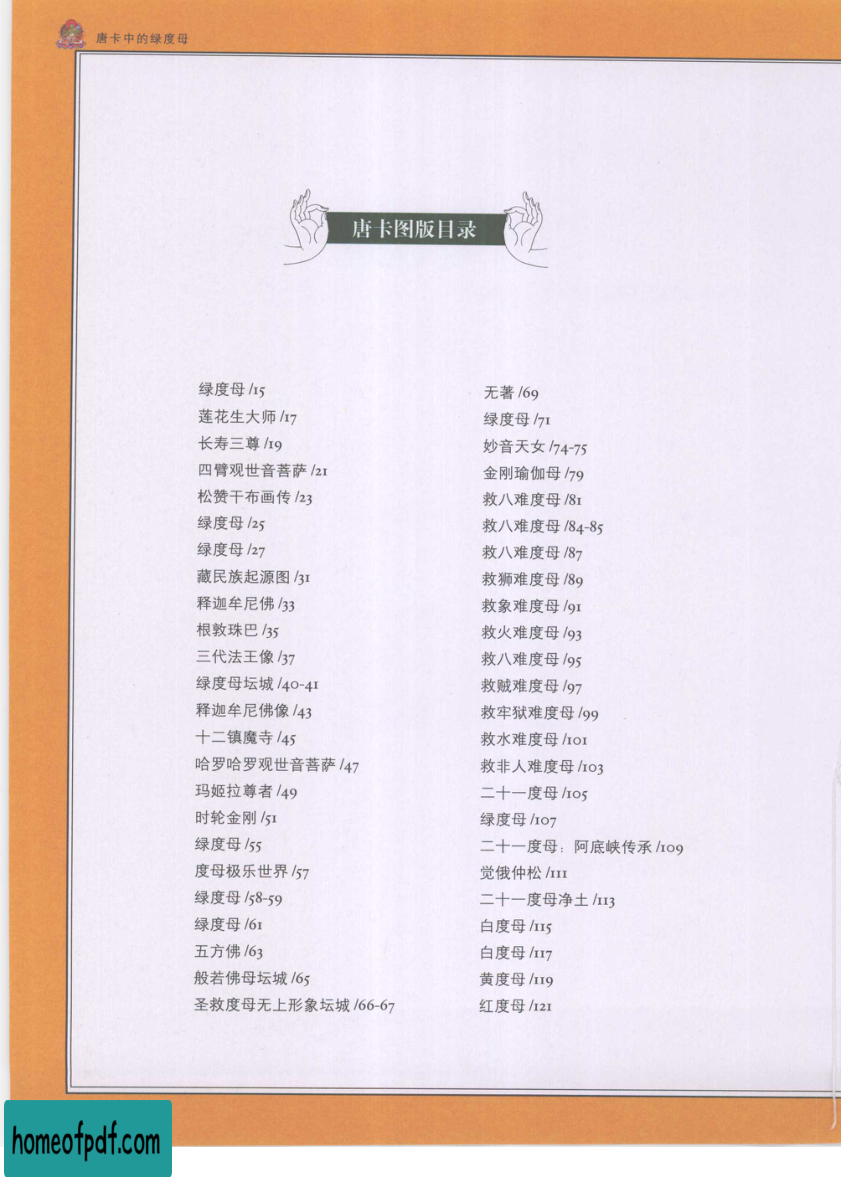 唐卡中的绿度母
唐卡图版目录
绿度母 /15
莲花生大师 /17
长寿三尊 /19
四臂观世音菩萨 /21
松赞干布画传 /23
绿度母 /25
绿度母 /27
藏民族起源图 /31
释迦牟尼佛 /33
根敦珠巴 /35
三代法王像 /37
绿度母坛城 /40-41
释迦牟尼佛像 /43
十二镇魔寺 /45
哈罗哈罗观世音菩萨 /47
玛姬拉尊者 /49
时轮金刚 /51
绿度母 /55
度母极乐世界 /57
绿度母 /58-59
绿度母 /61
五方佛 /63
般若佛母坛城 /65
圣救度母无上形象坛城 /66-67
无著 /69
绿度母 /71
妙音天女 /74-75
金刚瑜伽母 /79
救八难度母 /81
救八难度母 /84-85
救八难度母 /87
救狮难度母 /89
救象难度母 /91
救火难度母 /93
救八难度母 /95
救贼难度母 /97
救牢狱难度母 /99
救水难度母 /101
救非人难度母 /103
二十一度母 /105
绿度母 /107
二十一度母：阿底峡传承 /109
觉俄仲松 /111
二十一度母净土 /113
白度母 /115
白度母 /117
黄度母 /119
红度母 /121
homeofpdf.com